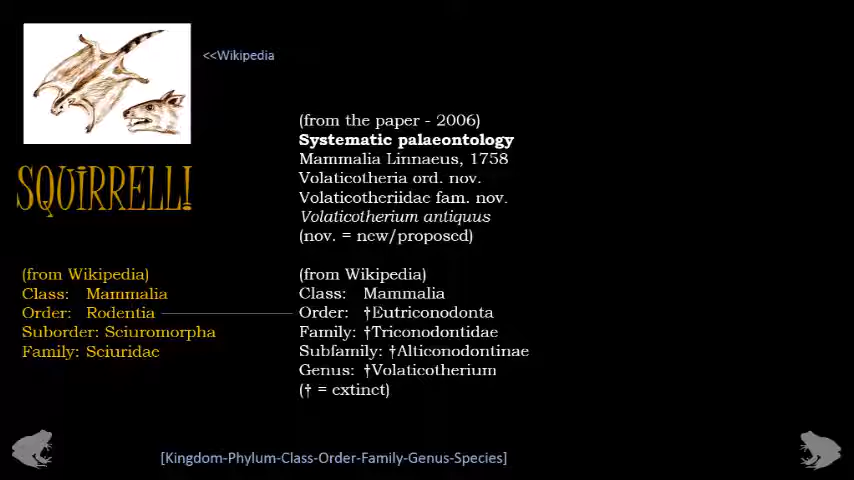 <<Wikipedia
(from the paper - 2006)
Systematic palaeontology
Mammalia Linnaeus, 1758
Volaticotheria ord. nov.
Volaticotheriidae fam. nov.
Volaticotherium antiquus
(nov. = new/proposed)
SQUIRRELL!
(from Wikipedia)
Class: Mammalia
Order: Rodentia
Suborder: Sciuromorpha
Family: Sciuridae
(from Wikipedia)
Class: Mammalia
Order: †Eutriconodonta
Family: †Triconodontidae
Subfamily: †Alticonodontinae
Genus: †Volaticotherium
(† = extinct)
[Kingdom-Phylum-Class-Order-Family-Genus-Species]